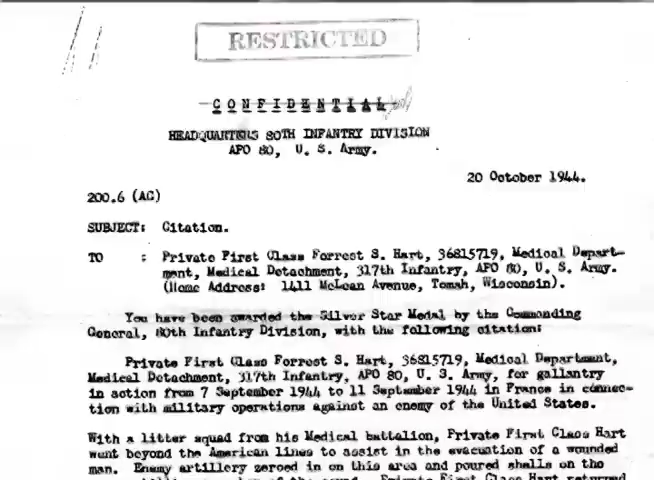 RESTRICTED
CONFIDENTIAL
HEADQUARTERS 80TH INFANTRY DIVISION
APO 80, U. S. Army.
20 October 1944.
200.6 (AG)
SUBJECT: Citation.
TO : Private First Class Forrest S. Hart, 36815719, Medical Depart-
ment, Medical Detachment, 317th Infantry, APO 80, U. S. Army.
(Home Address: 1411 McLean Avenue, Tomah, Wisconsin).
You have been awarded the Silver Star Medal by the Commanding
General, 80th Infantry Division, with the following citation:
Private First Class Forrest S. Hart, 36815719, Medical Department,
Medical Detachment, 317th Infantry, APO 80, U. S. Army, for gallantry
in action from 7 September 1944 to 11 September 1944 in France in connec-
tion with military operations against an enemy of the United States.
With a litter squad from his Medical battalion, Private First Class Hart
went beyond the American lines to assist in the evacuation of a wounded
man. Enemy artillery zeroed in on this area and poured shells on the
Private First Class Hart returned